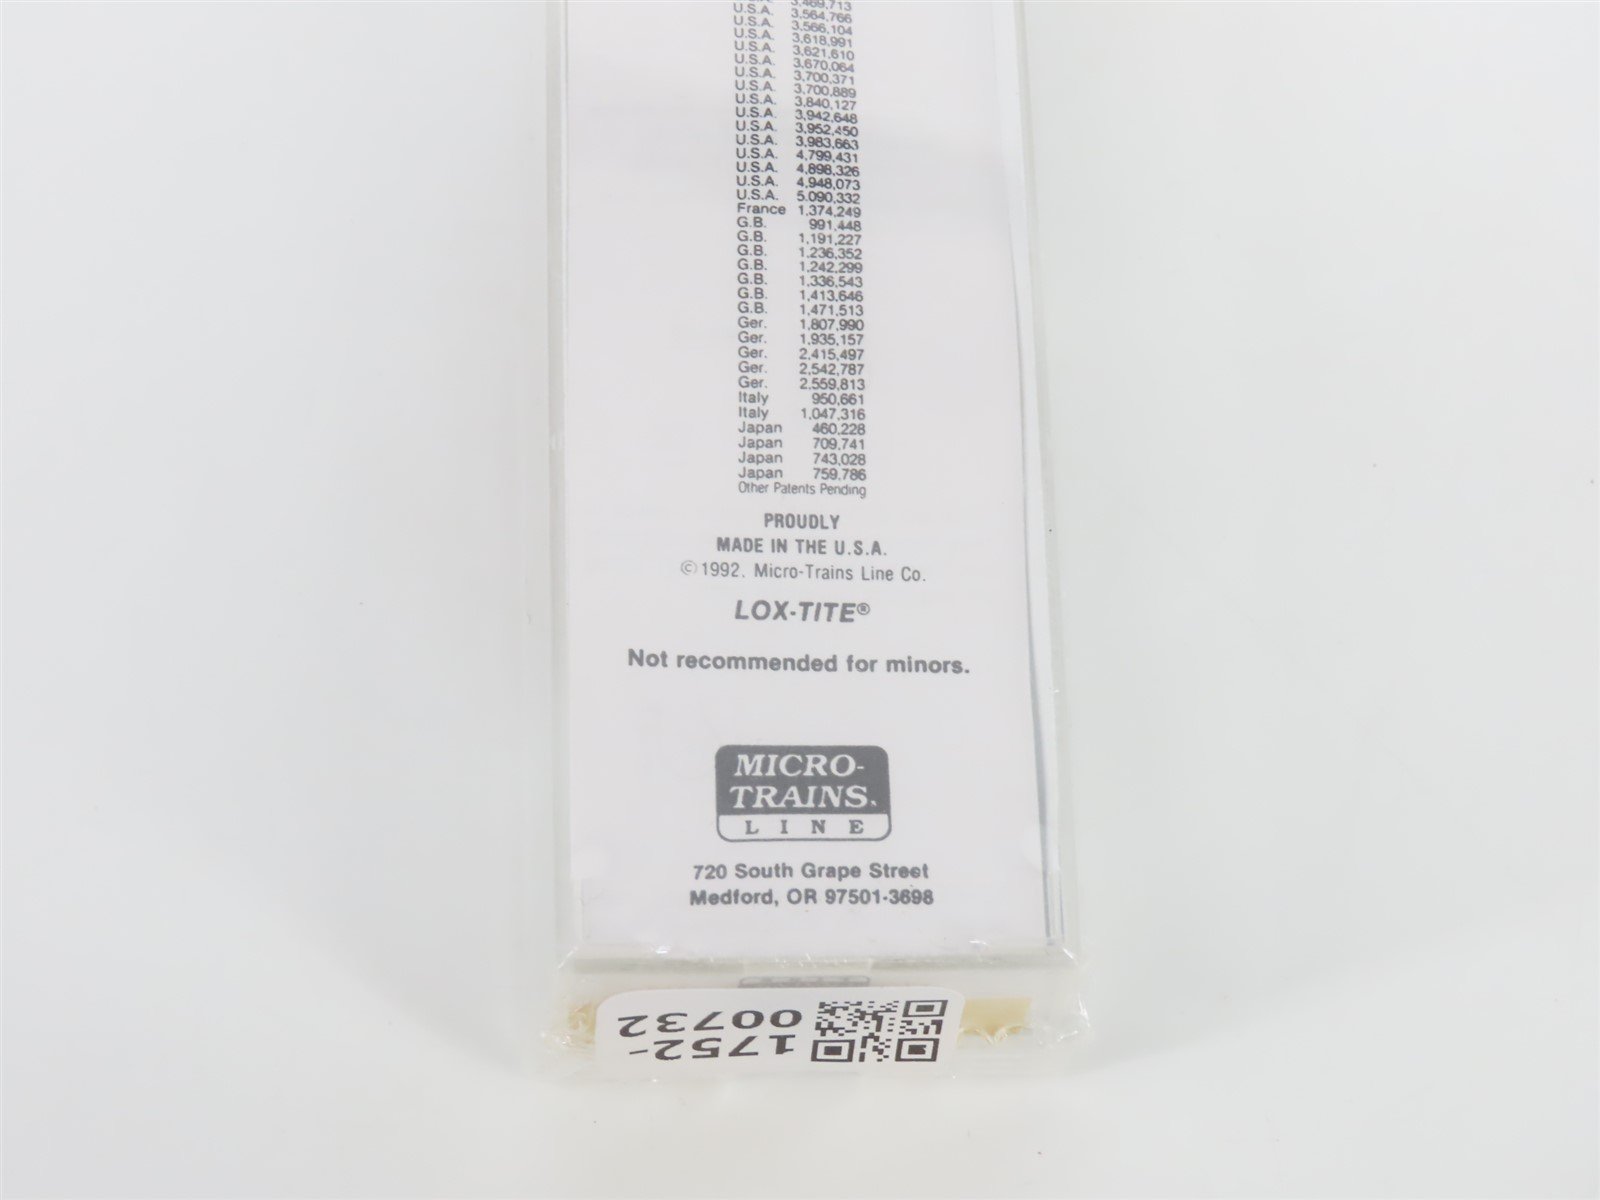 3,469,713
U.S.A. 3,564,766
U.S.A. 3,566,104
U.S.A. 3,618,991
U.S.A. 3,621,610
U.S.A. 3,670,064
U.S.A. 3,700,371
U.S.A. 3,700,889
U.S.A. 3,840,127
U.S.A. 3,942,648
U.S.A. 3,952,450
U.S.A. 3,983,663
U.S.A. 4,799,431
U.S.A. 4,898,326
U.S.A. 4,948,073
U.S.A. 5,090,332
France 1,374,249
G.B. 991,448
G.B. 1,191,227
G.B. 1,236,352
G.B. 1,242,299
G.B. 1,336,543
G.B. 1,413,646
G.B. 1,471,513
Ger. 1,807,990
Ger. 1,935,157
Ger. 2,415,497
Ger. 2,542,787
Ger. 2,559,813
Italy 950,661
Italy 1,047,316
Japan 460,228
Japan 709,741
Japan 743,028
Japan 759,786
Other Patents Pending
PROUDLY
MADE IN THE U.S.A.
©1992. Micro-Trains Line Co.
LOX-TITE®
Not recommended for minors.
MICRO-
TRAINS®
LINE
720 South Grape Street
Medford, OR 97501-3698
1752-
00732